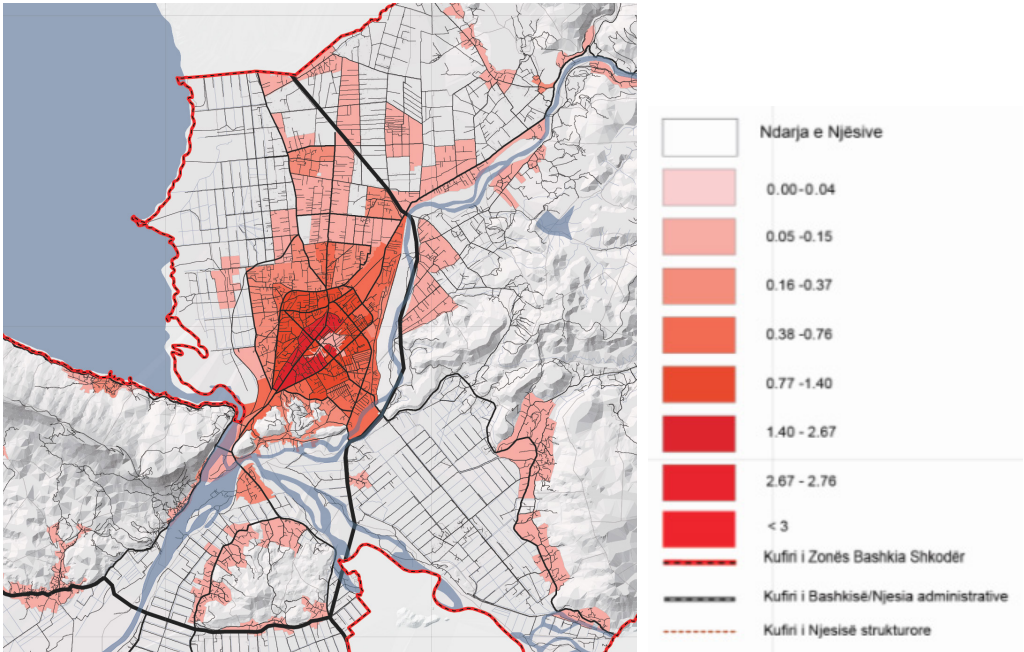 Ndarja e Njësive
0.00-0.04
0.05 -0.15
0.16 -0.37
0.38 -0.76
0.77 -1.40
1.40 - 2.67
2.67 - 2.76
< 3
Kufiri i Zonës Bashkia Shkodër
Kufiri i Bashkisë/Njesia administrative
Kufiri i Njesisë strukturore